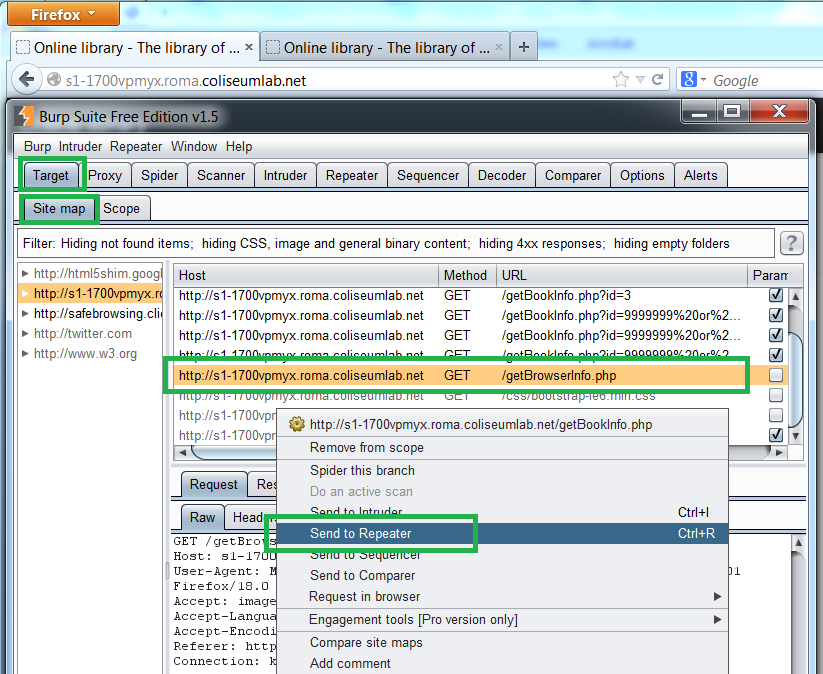 Firefox
Online library - The library of ... × Online library - The library of ... × +
s1-1700vpmyx.roma.coliseumlab.net Google
Burp Suite Free Edition v1.5
Burp Intruder Repeater Window Help
Target Proxy Spider Scanner Intruder Repeater Sequencer Decoder Comparer Options Alerts
Site map Scope
Filter: Hiding not found items; hiding CSS, image and general binary content; hiding 4xx responses; hiding empty folders ?
http://html5shim.googl
http://s1-1700vpmyx.ro
http://safebrowsing.clie
http://twitter.com
http://www.w3.org
Host Method URL Param
http://s1-1700vpmyx.roma.coliseumlab.net GET /getBookInfo.php?id=3
http://s1-1700vpmyx.roma.coliseumlab.net GET /getBookInfo.php?id=9999999%20or%2...
http://s1-1700vpmyx.roma.coliseumlab.net GET /getBookInfo.php?id=9999999%20or%2...
http://s1-1700vpmyx.roma.coliseumlab.net GET /getBookInfo.php?id=9999999%20or%2...
http://s1-1700vpmyx.roma.coliseumlab.net GET /getBrowserInfo.php
http://s1-1700vpmyx.roma.coliseumlab.net GET /css/bootstrap-ie6.min.css
http://s1-1700vpmy
http://s1-1700vpmy
http://s1-1700vpmyx.roma.coliseumlab.net/getBookInfo.php
Remove from scope
Spider this branch
Do an active scan
Send to Intruder Ctrl+I
Send to Repeater Ctrl+R
Send to Sequencer
Send to Comparer
Request in browser
Engagement tools [Pro version only]
Compare site maps
Add comment
Request Res
Raw Head
GET /getBrows
Host: s1-1700
User-Agent: M 01
Firefox/18.0
Accept: image
Accept-Langua
Accept-Encodi
Referer: http
Connection: k